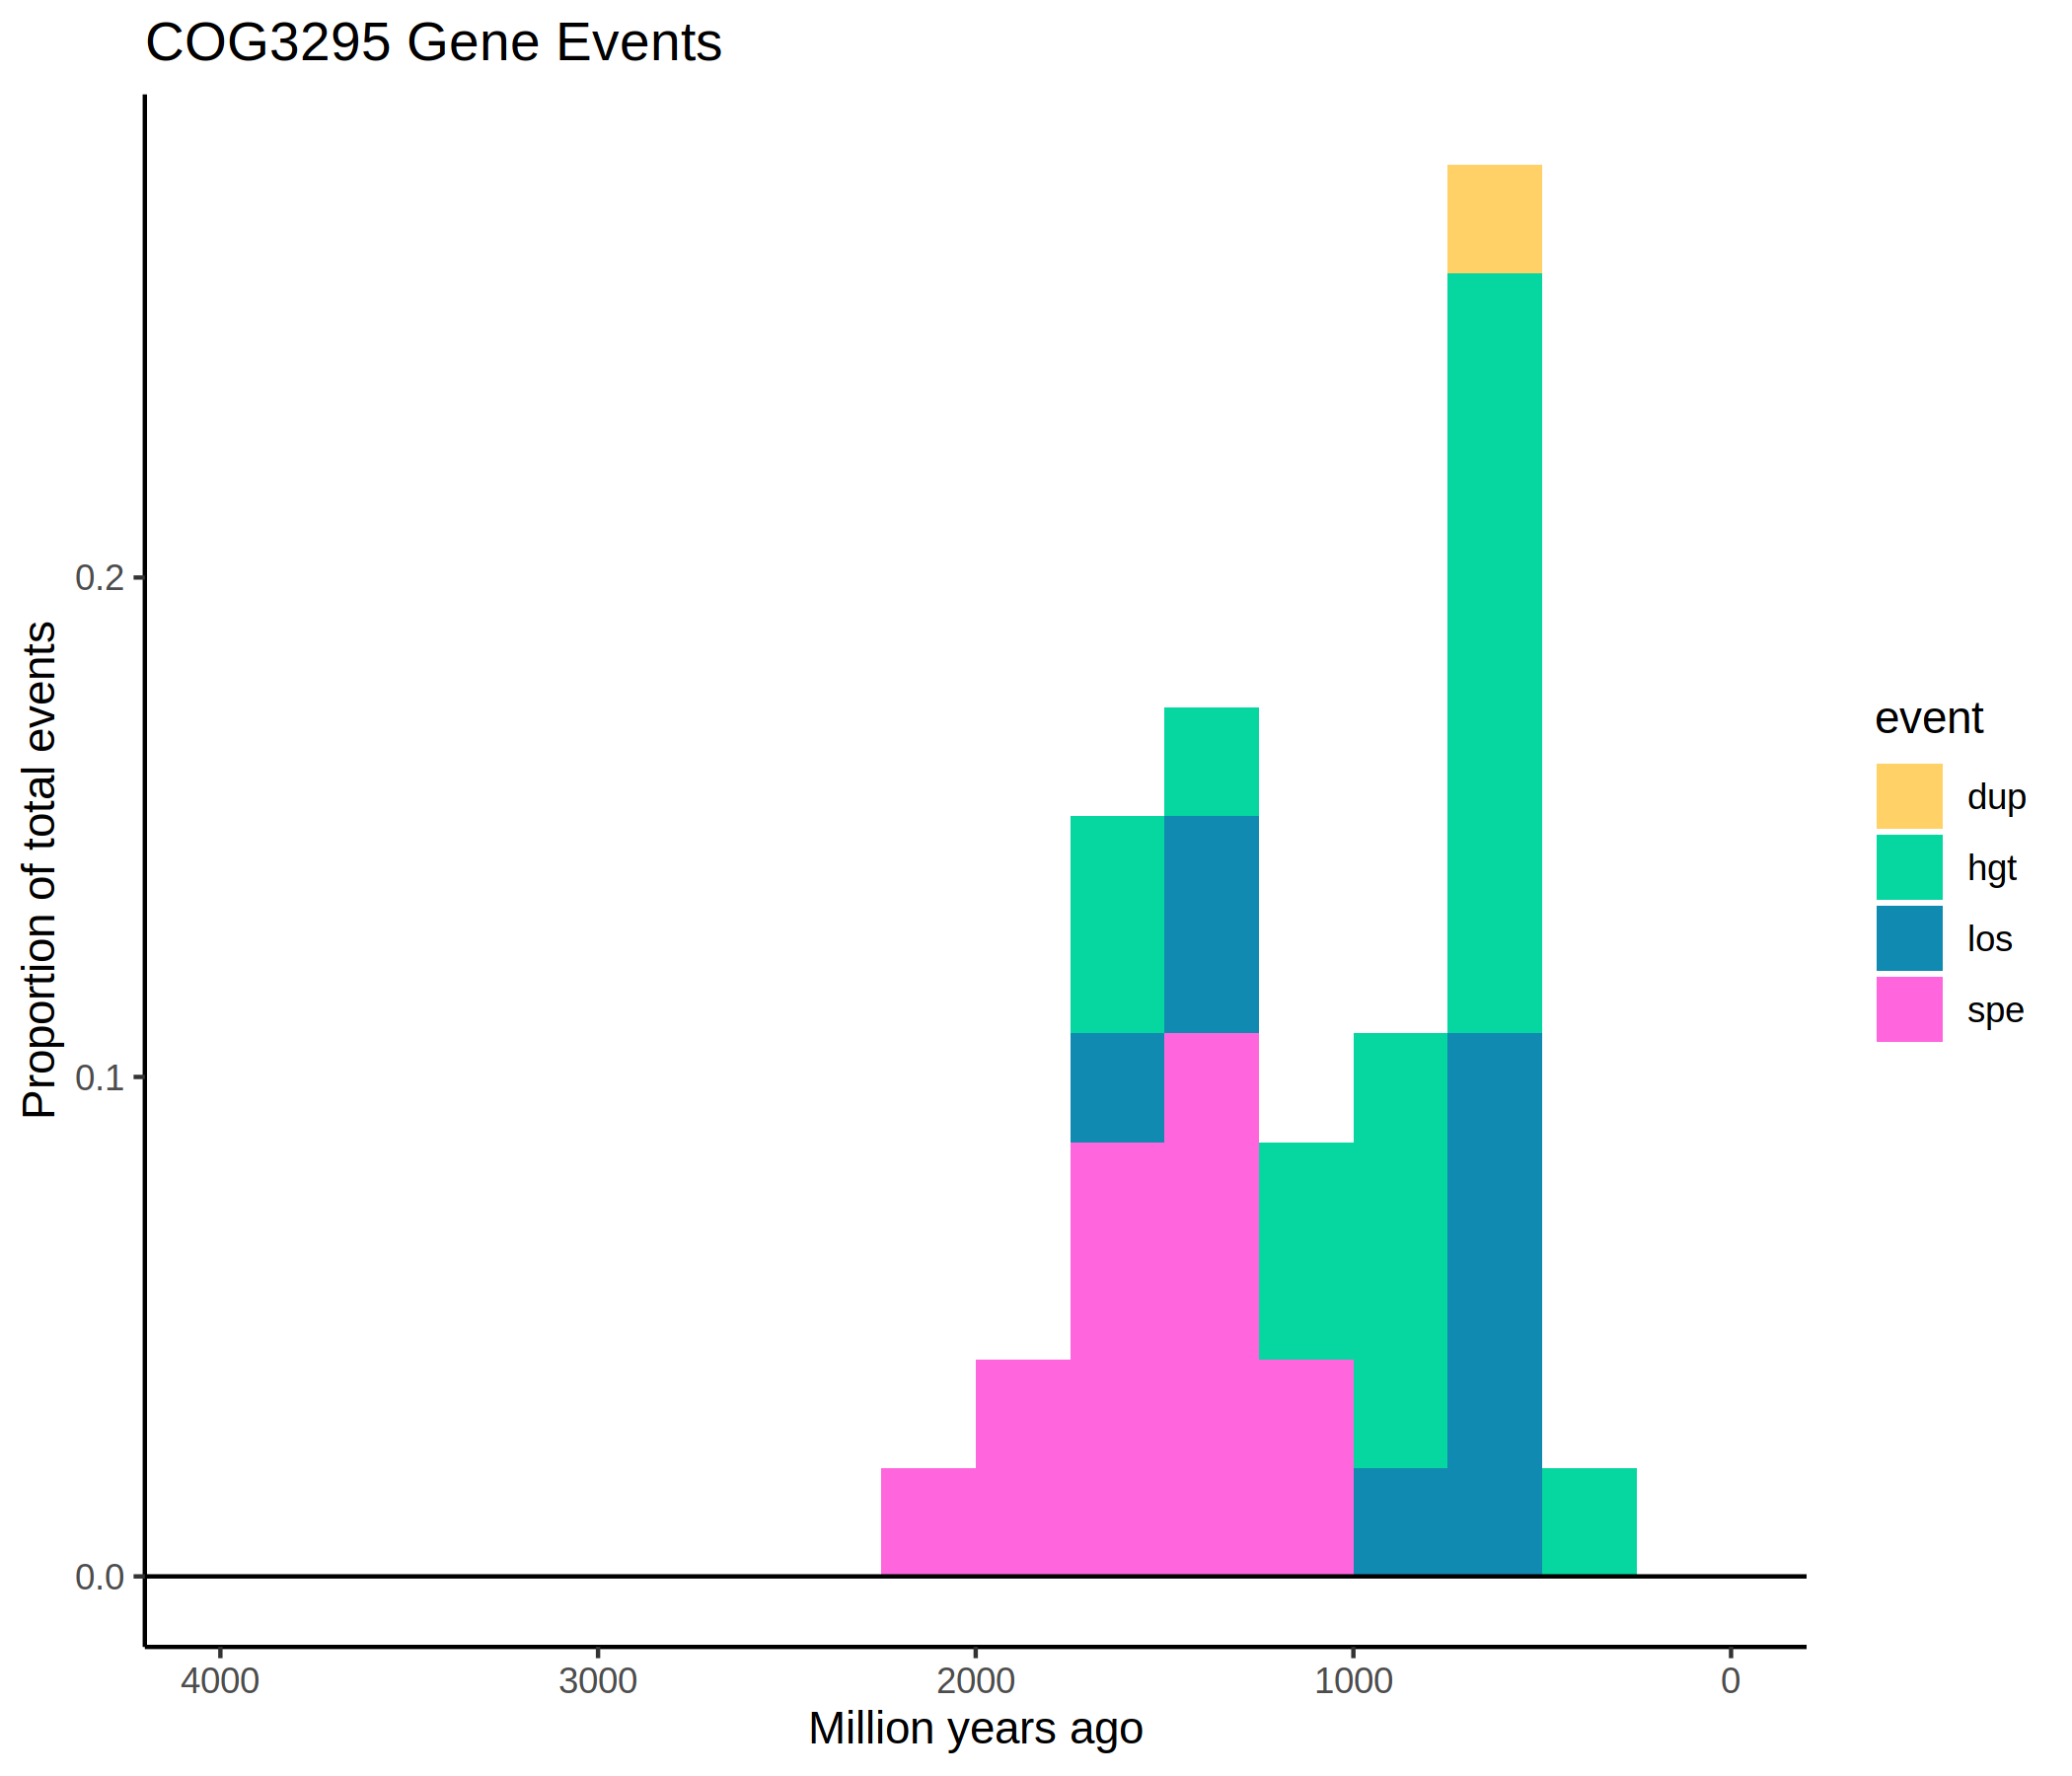 COG3295 Gene Events
Proportion of total events
0.2
0.1
0.0
4000 3000 2000 1000 0
Million years ago
event
dup
hgt
los
spe